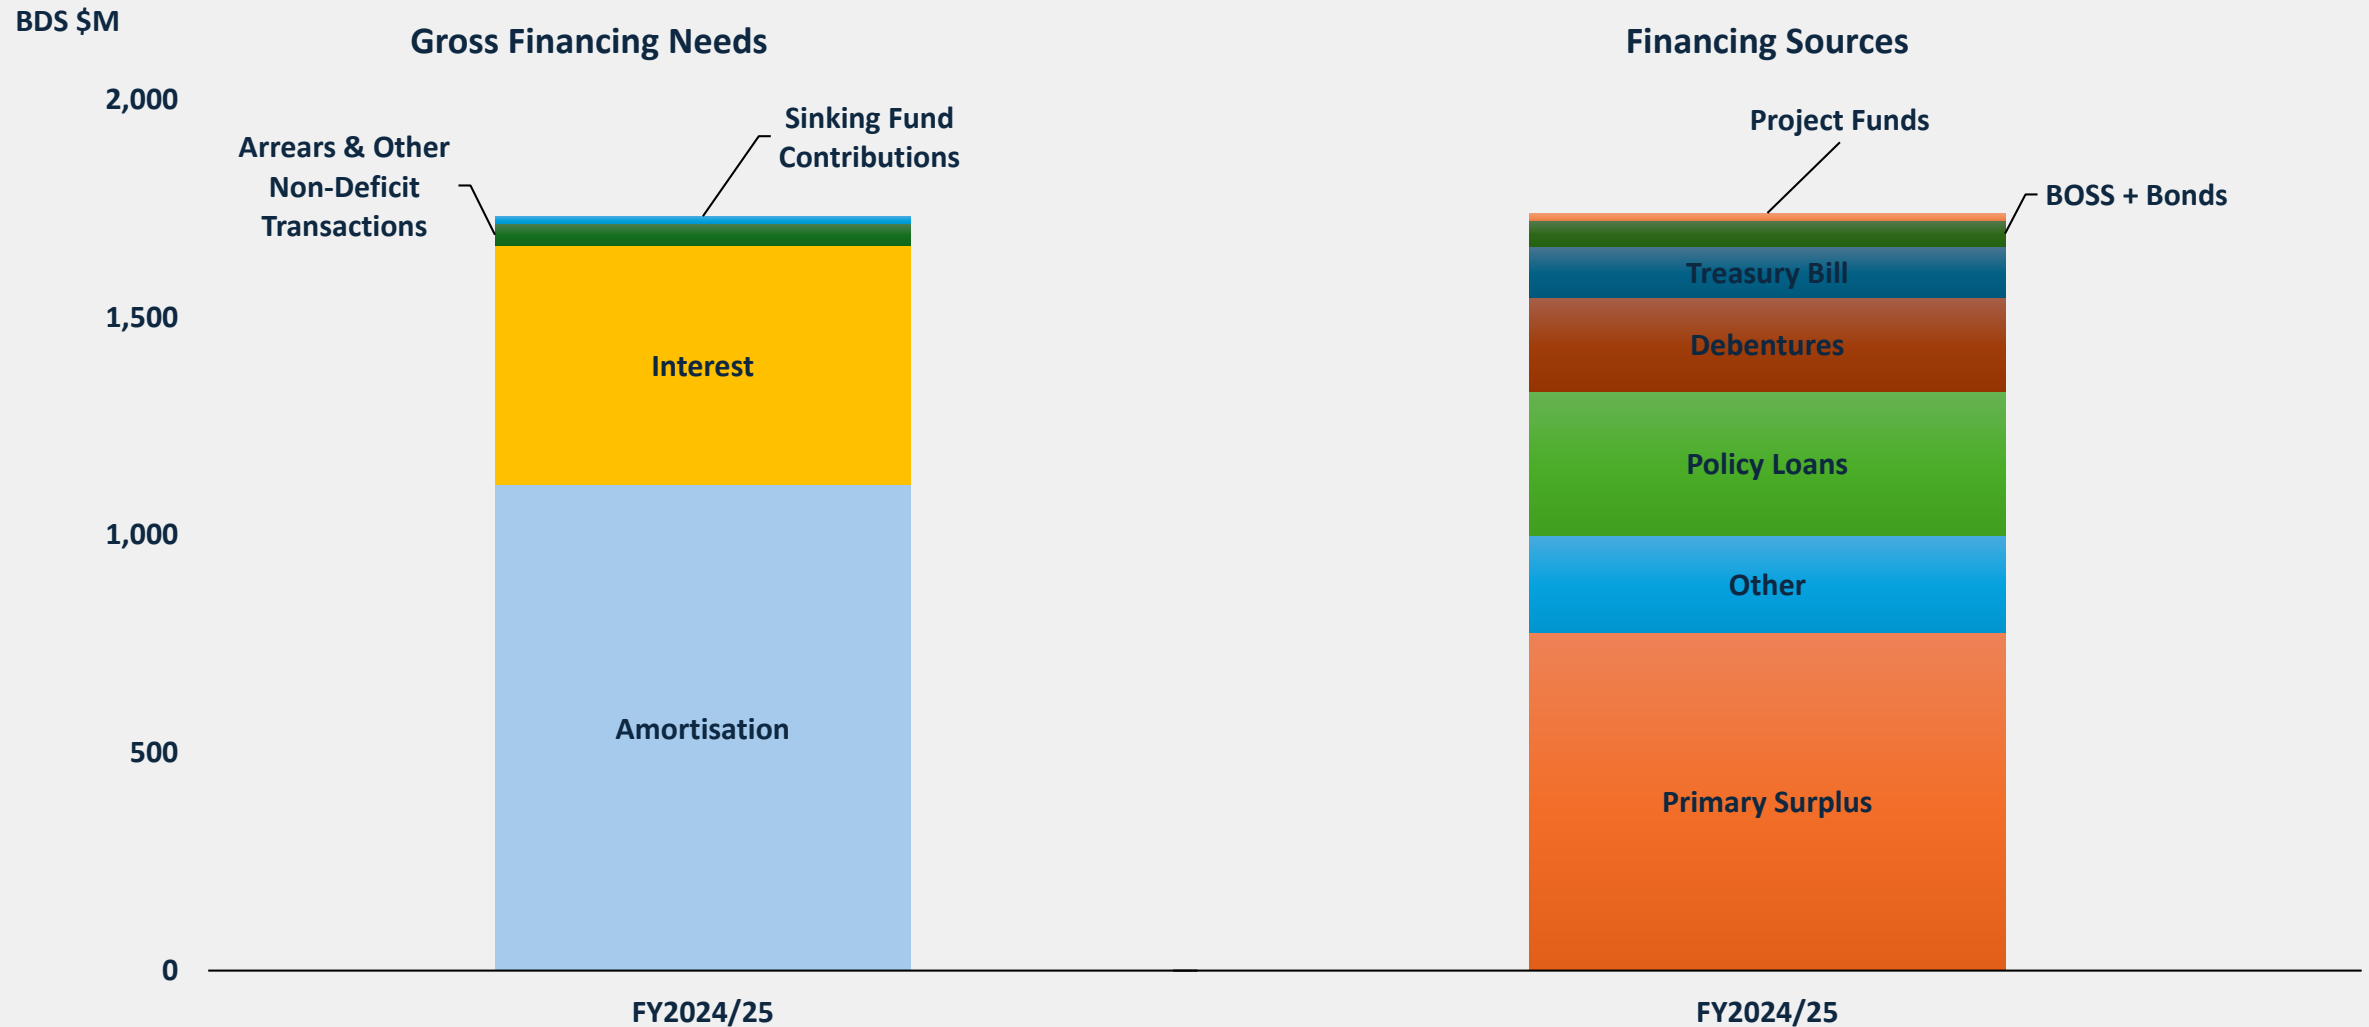 BDS $M
Gross Financing Needs
2,000
1,500
1,000
500
0
Arrears & Other
Non-Deficit
Transactions
Sinking Fund
Contributions
Interest
Amortisation
FY2024/25
Financing Sources
Project Funds
BOSS + Bonds
Treasury Bill
Debentures
Policy Loans
Other
Primary Surplus
FY2024/25